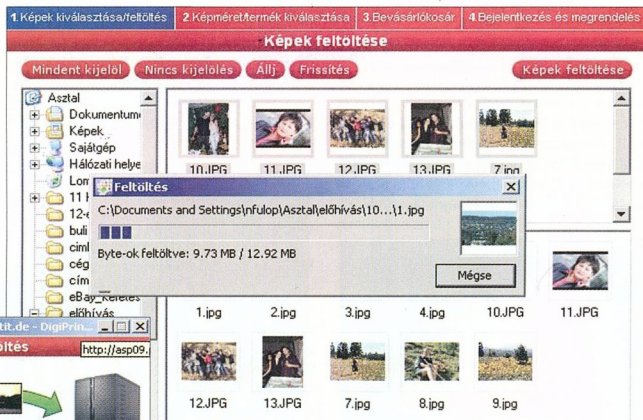 1.Képek kiválasztása/feltöltés 2.Képméret/termék kiválasztása 3.Bevásárlókosár 4.Bejelentkezés és megrendelés
Képek feltöltése
Mindent kijelöl Nincs kijelölés Állj Frissítés Képek feltöltése
Asztal
Képek
Sajátgép
Hálózati helye
10.JPG 11.JPG 12.JPG 13.JPG 7.jpg
Feltöltés
C:\Documents and Settings\nfulop\Asztal\előhívás\10...\1.jpg
Byte-ok feltöltve: 9.73 MB / 12.92 MB
Mégse
buli
előhívás
1.jpg 2.jpg 3.jpg 4.jpg 10.JPG 11.JPG
tit.de - DigiPrin...
http://asp09.
12.JPG 13.JPG 7.jpg 8.jpg 9.jpg